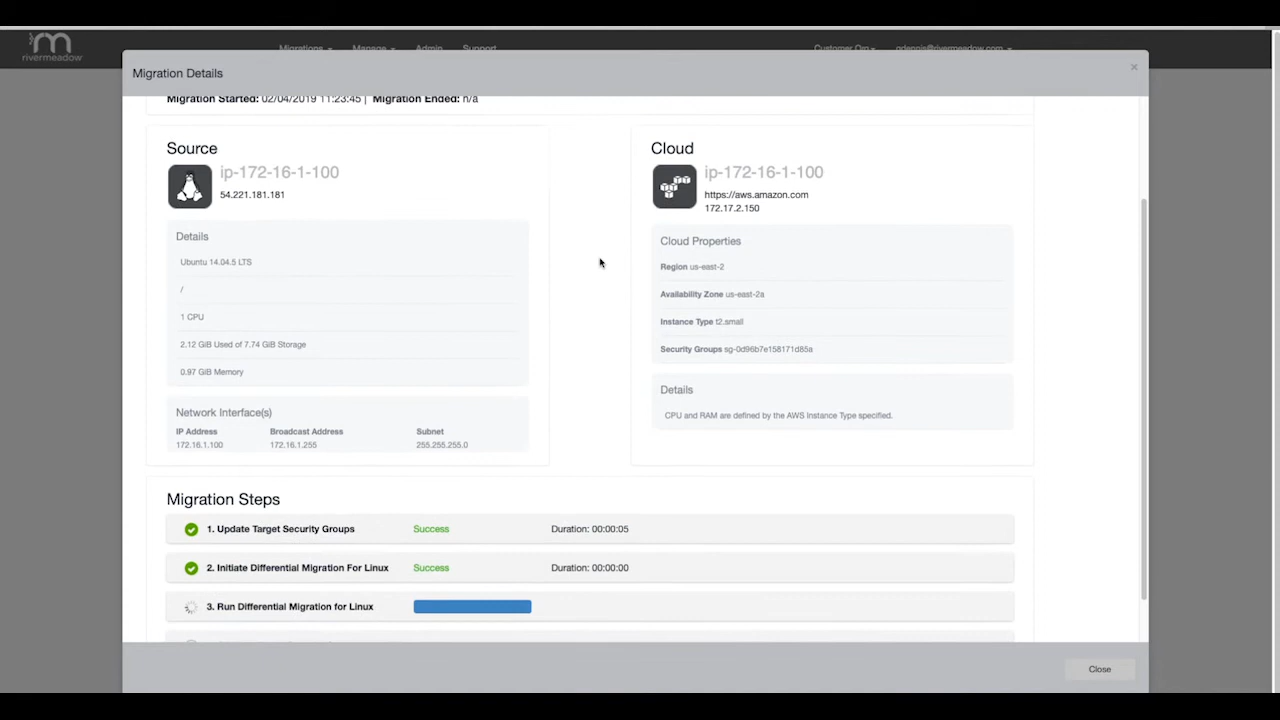 rivermeadow
Migrations Manage Admin Support Customer Org
Migration Details ×
Migration Started: 02/04/2019 11:23:45 | Migration Ended: n/a
Source
ip-172-16-1-100
54.221.181.181
Details
Ubuntu 14.04.5 LTS
/
1 CPU
2.12 GiB Used of 7.74 GiB Storage
0.97 GiB Memory
Network Interface(s)
IP Address Broadcast Address Subnet
172.16.1.100 172.16.1.255 255.255.255.0
Cloud
ip-172-16-1-100
https://aws.amazon.com
172.17.2.150
Cloud Properties
Region us-east-2
Availability Zone us-east-2a
Instance Type t2.small
Security Groups sg-0d96b7e158171d85a
Details
CPU and RAM are defined by the AWS Instance Type specified.
Migration Steps
1. Update Target Security Groups Success Duration: 00:00:05
2. Initiate Differential Migration For Linux Success Duration: 00:00:00
3. Run Differential Migration for Linux
Close